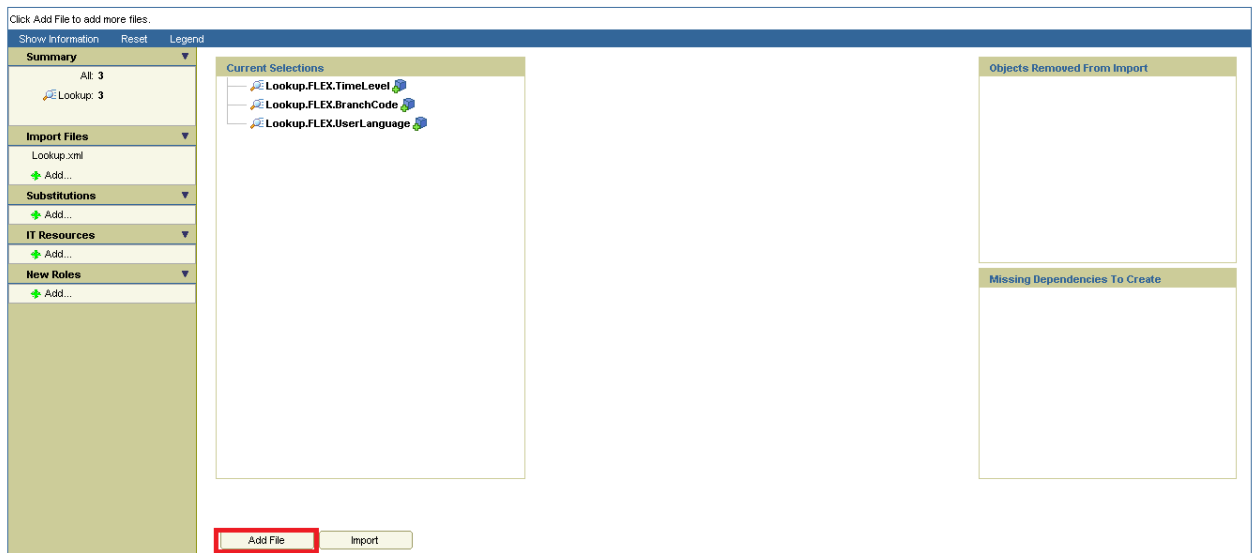 Click Add File to add more files.
Show Information Reset Legend
Summary
All: 3
Lookup: 3
Import Files
Lookup.xml
Add...
Substitutions
Add...
IT Resources
Add...
New Roles
Add...
Current Selections
Lookup.FLEX.TimeLevel
Lookup.FLEX.BranchCode
Lookup.FLEX.UserLanguage
Objects Removed From Import
Missing Dependencies To Create
Add File Import